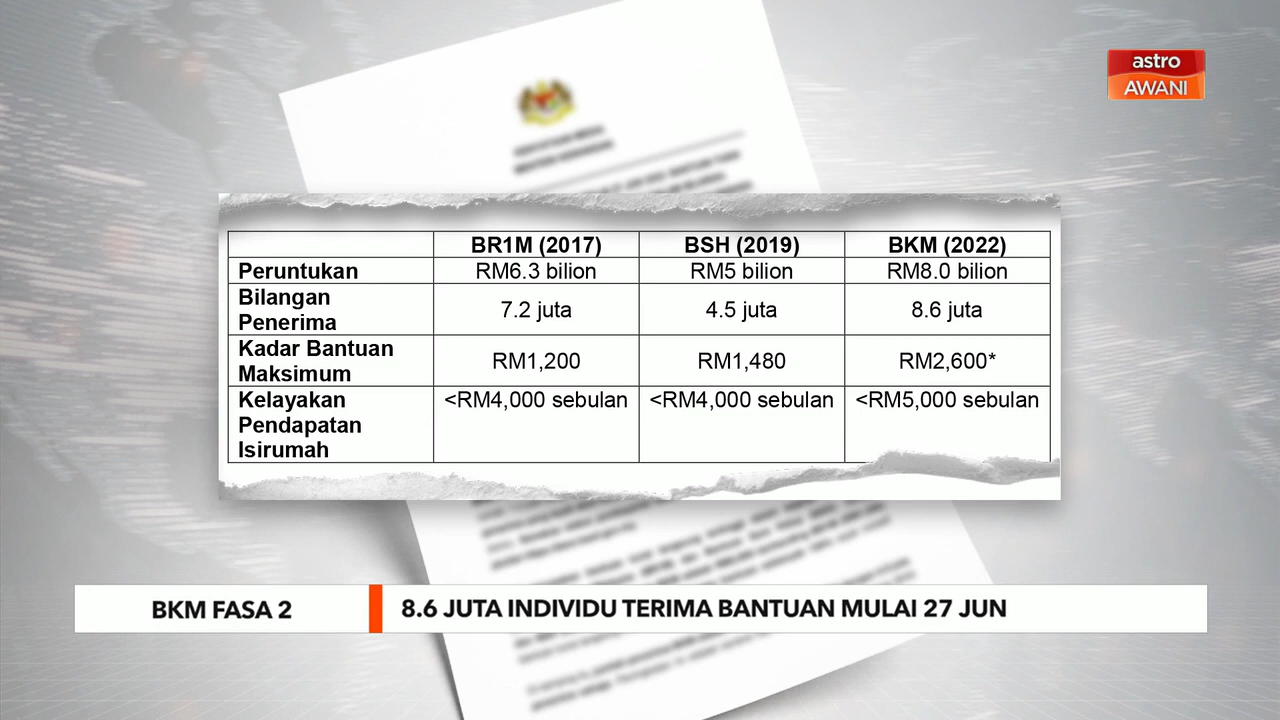 astro
AWANI
BR1M (2017) BSH (2019) BKM (2022)
Peruntukan RM6.3 bilion RM5 bilion RM8.0 bilion
Bilangan
Penerima 7.2 juta 4.5 juta 8.6 juta
Kadar Bantuan
Maksimum RM1,200 RM1,480 RM2,600*
Kelayakan <RM4,000 sebulan <RM4,000 sebulan <RM5,000 sebulan
Pendapatan
Isirumah
BKM FASA 2 8.6 JUTA INDIVIDU TERIMA BANTUAN MULAI 27 JUN